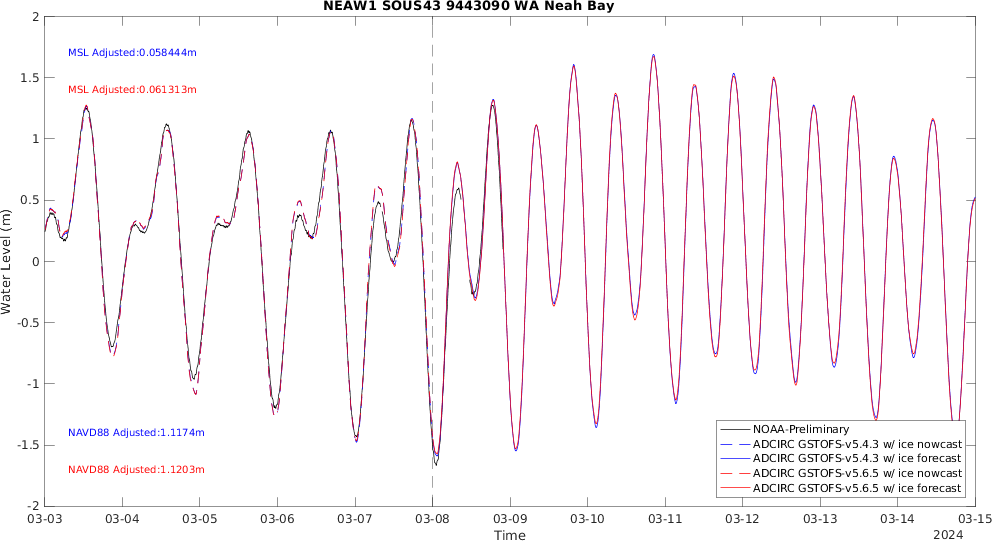 NEAW1 SOUS43 9443090 WA Neah Bay
MSL Adjusted:0.058444m
MSL Adjusted:0.061313m
NAVD88 Adjusted:1.1174m
NAVD88 Adjusted:1.1203m
Water Level (m)
2
1.5
1
0.5
0
-0.5
-1
-1.5
-2
NOAA-Preliminary
ADCIRC GSTOFS-v5.4.3 w/ ice nowcast
ADCIRC GSTOFS-v5.4.3 w/ ice forecast
ADCIRC GSTOFS-v5.6.5 w/ ice nowcast
ADCIRC GSTOFS-v5.6.5 w/ ice forecast
03-03 03-04 03-05 03-06 03-07 03-08 03-09 03-10 03-11 03-12 03-13 03-14 03-15
Time
2024